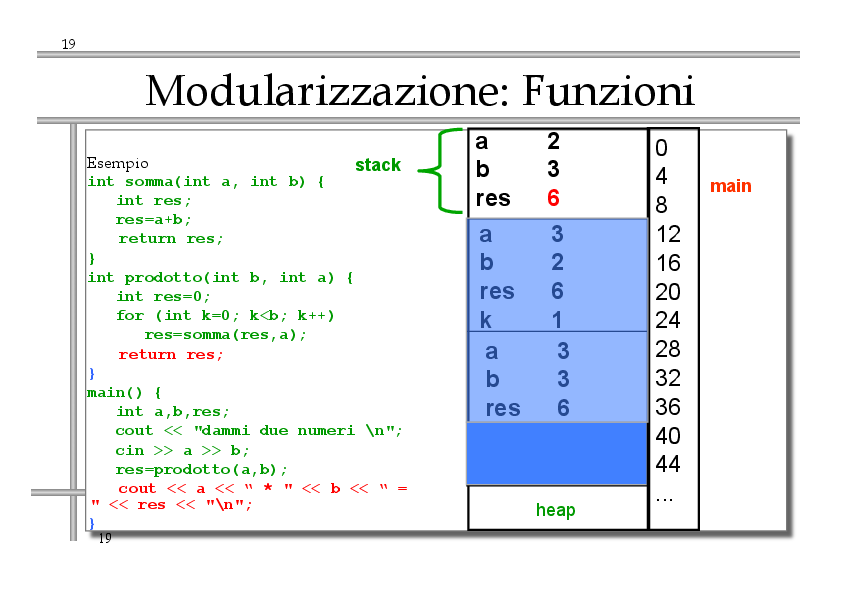 19
Modularizzazione: Funzioni
Esempio
int somma(int a, int b) {
int res;
res=a+b;
return res;
}
int prodotto(int b, int a) {
int res=0;
for (int k=0; k<b; k++)
res=somma(res,a);
return res;
}
main() {
int a,b,res;
cout << "dammi due numeri \n";
cin >> a >> b;
res=prodotto(a,b);
cout << a << “ * " << b << “ =
" << res << "\n";
}
stack
a 2
b 3
res 6
a 3
b 2
res 6
k 1
a 3
b 3
res 6
heap
0
4
8
12
16
20
24
28
32
36
40
44
...
main
19